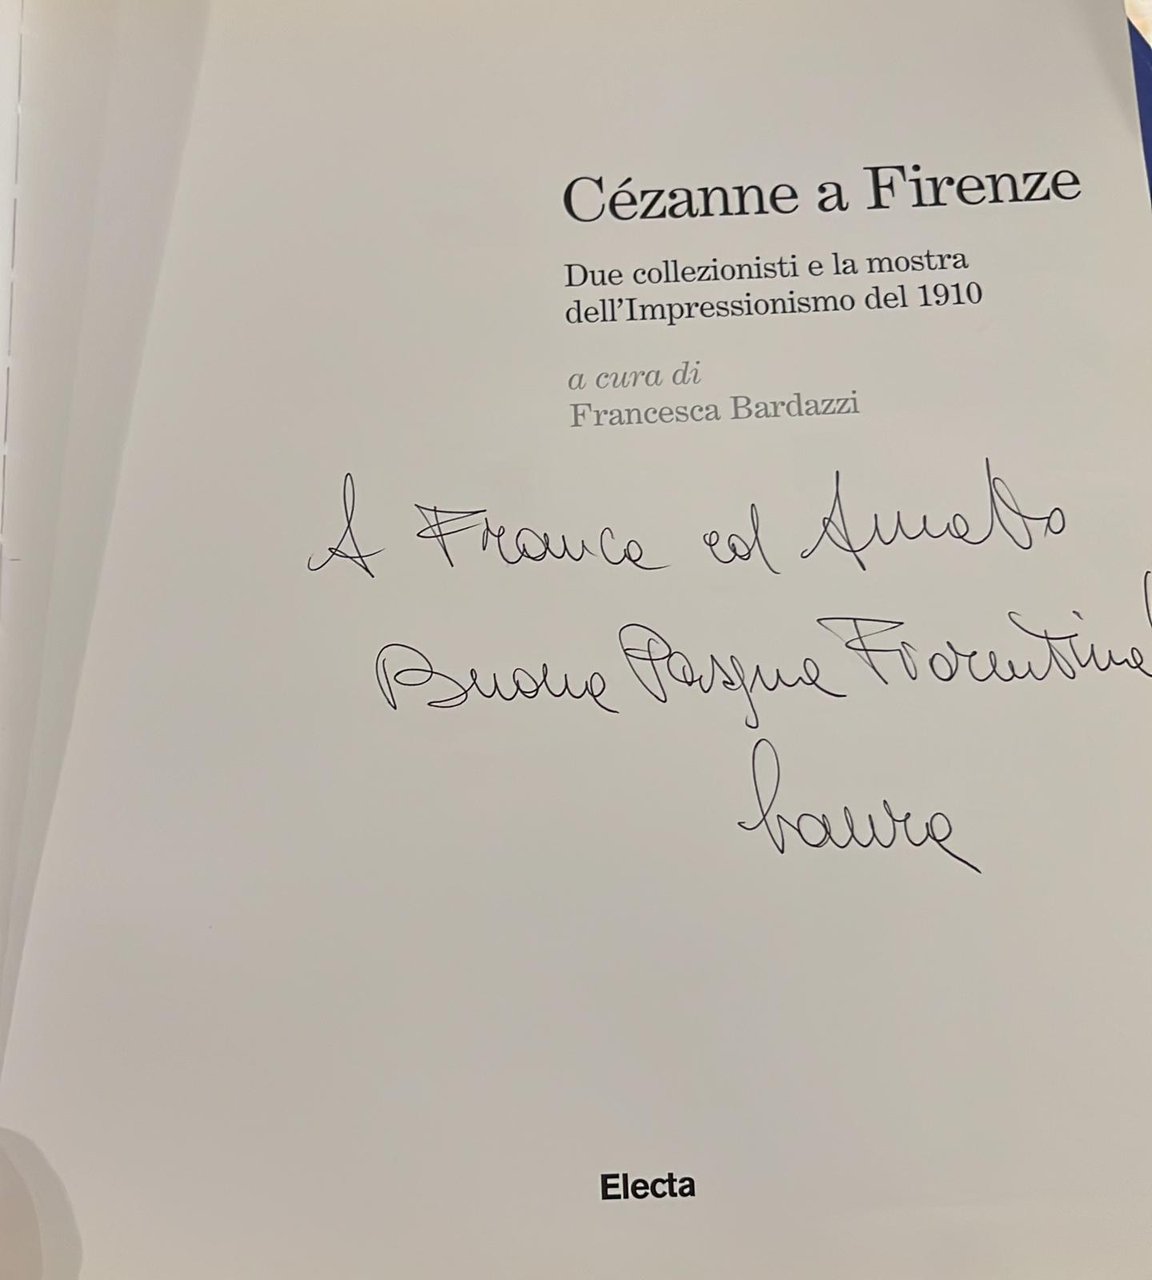 Cézanne a Firenze
Due collezionisti e la mostra
dell'Impressionismo del 1910
a cura di
Francesca Bardazzi
A Franca ed Amedeo
Buona Pasqua Fiorentina!
Laura
Electa